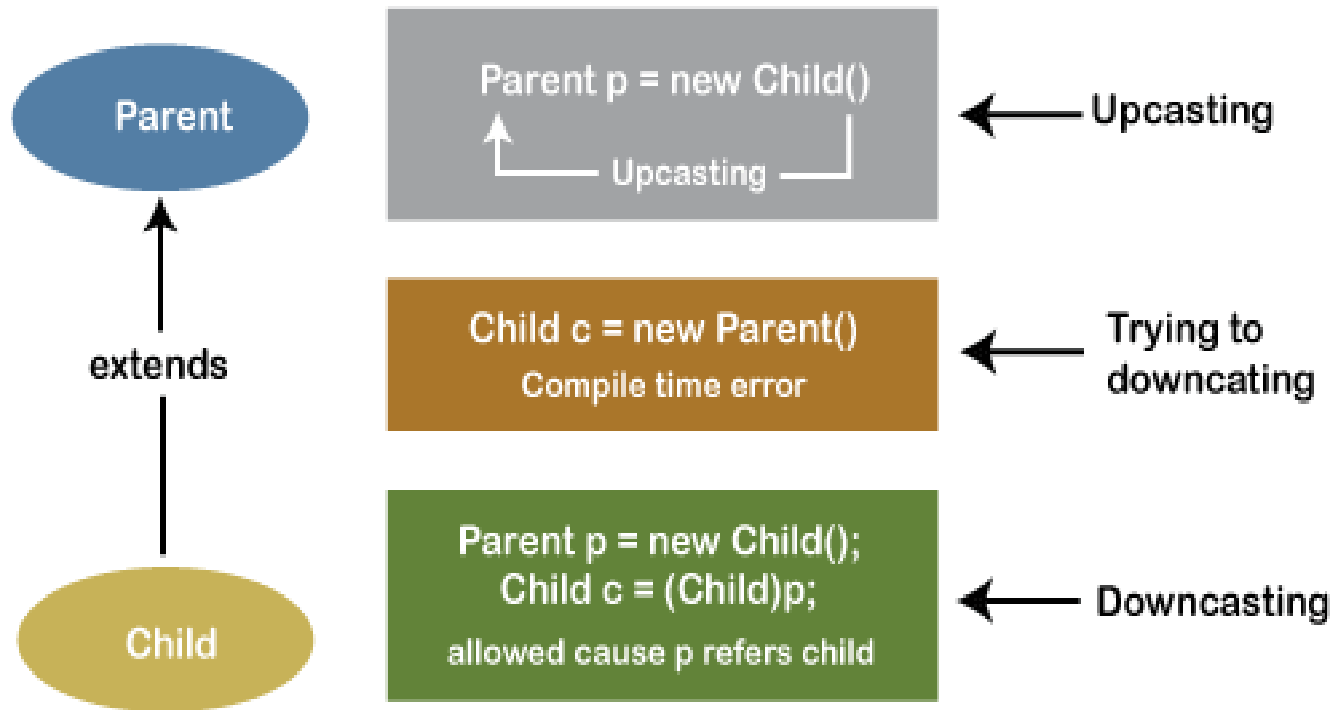 Parent
extends
Child
Parent p = new Child()
Upcasting
Upcasting
Child c = new Parent()
Compile time error
Trying to
downcating
Parent p = new Child();
Child c = (Child)p;
allowed cause p refers child
Downcasting